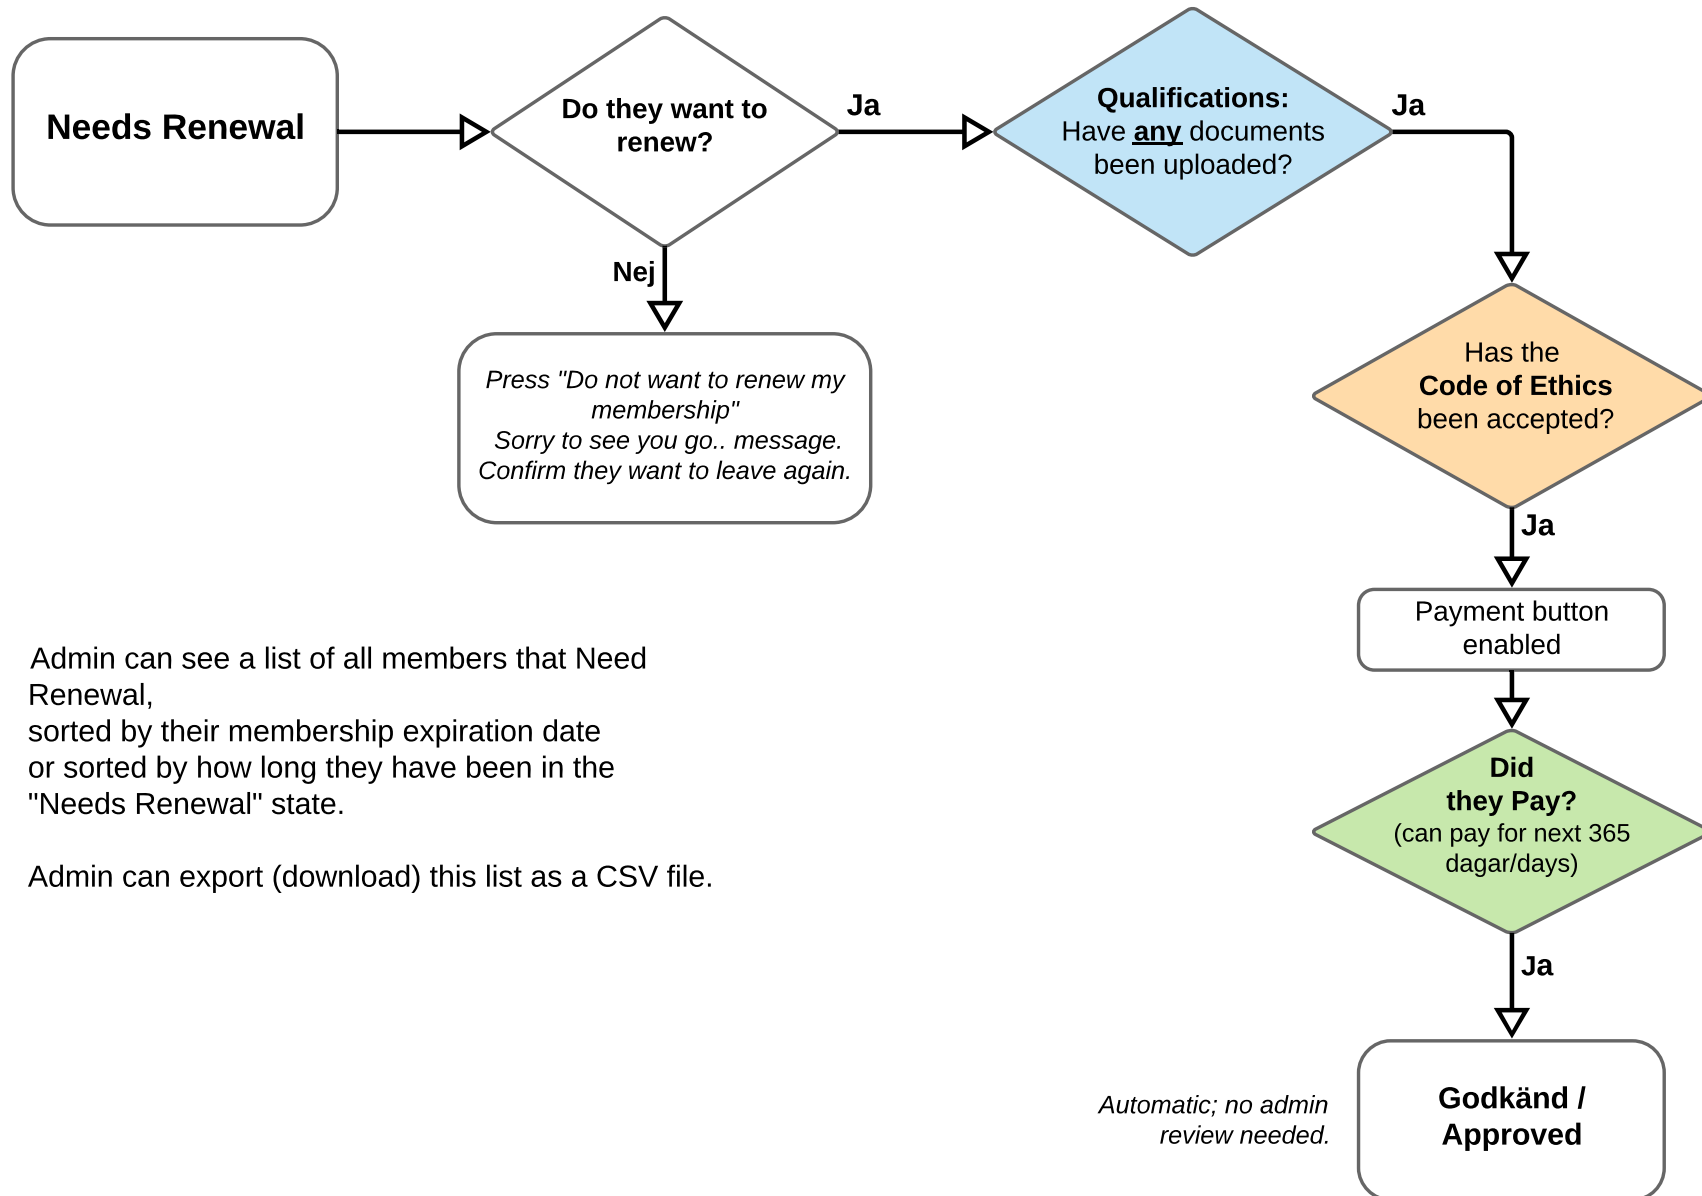 Needs Renewal
Do they want to
renew?
Ja
Qualifications:
Have any documents
been uploaded?
Ja
Nej
Press "Do not want to renew my
membership"
Sorry to see you go.. message.
Confirm they want to leave again.
Has the
Code of Ethics
been accepted?
Ja
Payment button
enabled
Admin can see a list of all members that Need
Renewal,
sorted by their membership expiration date
or sorted by how long they have been in the
"Needs Renewal" state.
Admin can export (download) this list as a CSV file.
Did
they Pay?
(can pay for next 365
dagar/days)
Ja
Automatic; no admin
review needed.
Godkänd /
Approved